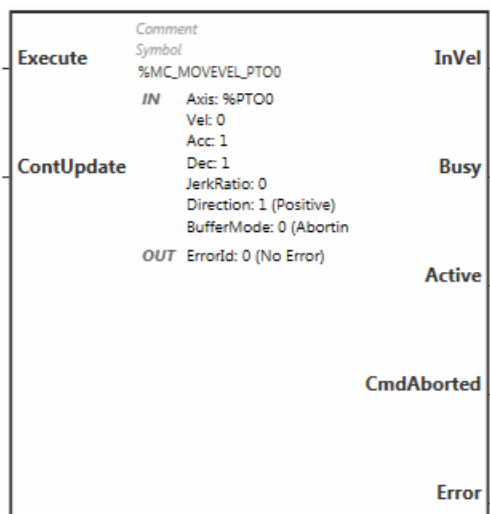 Comment
Execute
Symbol
InVel
%MC_MOVEVEL_PTO0
IN Axis: %PTO0
Vel: 0
Acc: 1
ContUpdate
Dec: 1
Busy
JerkRatio: 0
Direction: 1 (Positive)
BufferMode: 0 (Abortin
OUT ErrorId: 0 (No Error)
Active
CmdAborted
Error